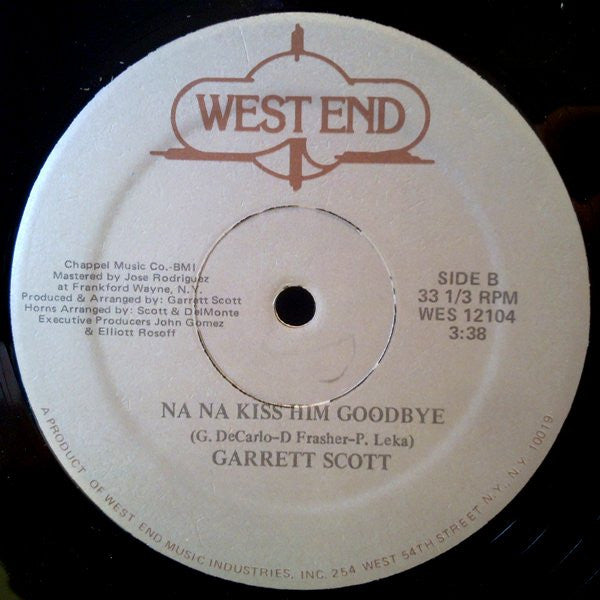 WEST END
Chappel Music Co.-BMI
Mastered by Jose Rodriguez
at Frankford Wayne, N.Y.
Produced & Arranged by: Garrett Scott
Horns Arranged by: Scott & DelMonte
Executive Producers John Gomez
& Elliott Rosoff
SIDE B
33 1/3 RPM
WES 12104
3:38
NA NA KISS HIM GOODBYE
(G. DeCarlo-D Frasher-P. Leka)
GARRETT SCOTT
A PRODUCT OF WEST END MUSIC INDUSTRIES, INC. 254 WEST 54TH STREET N.Y., N.Y. 10019